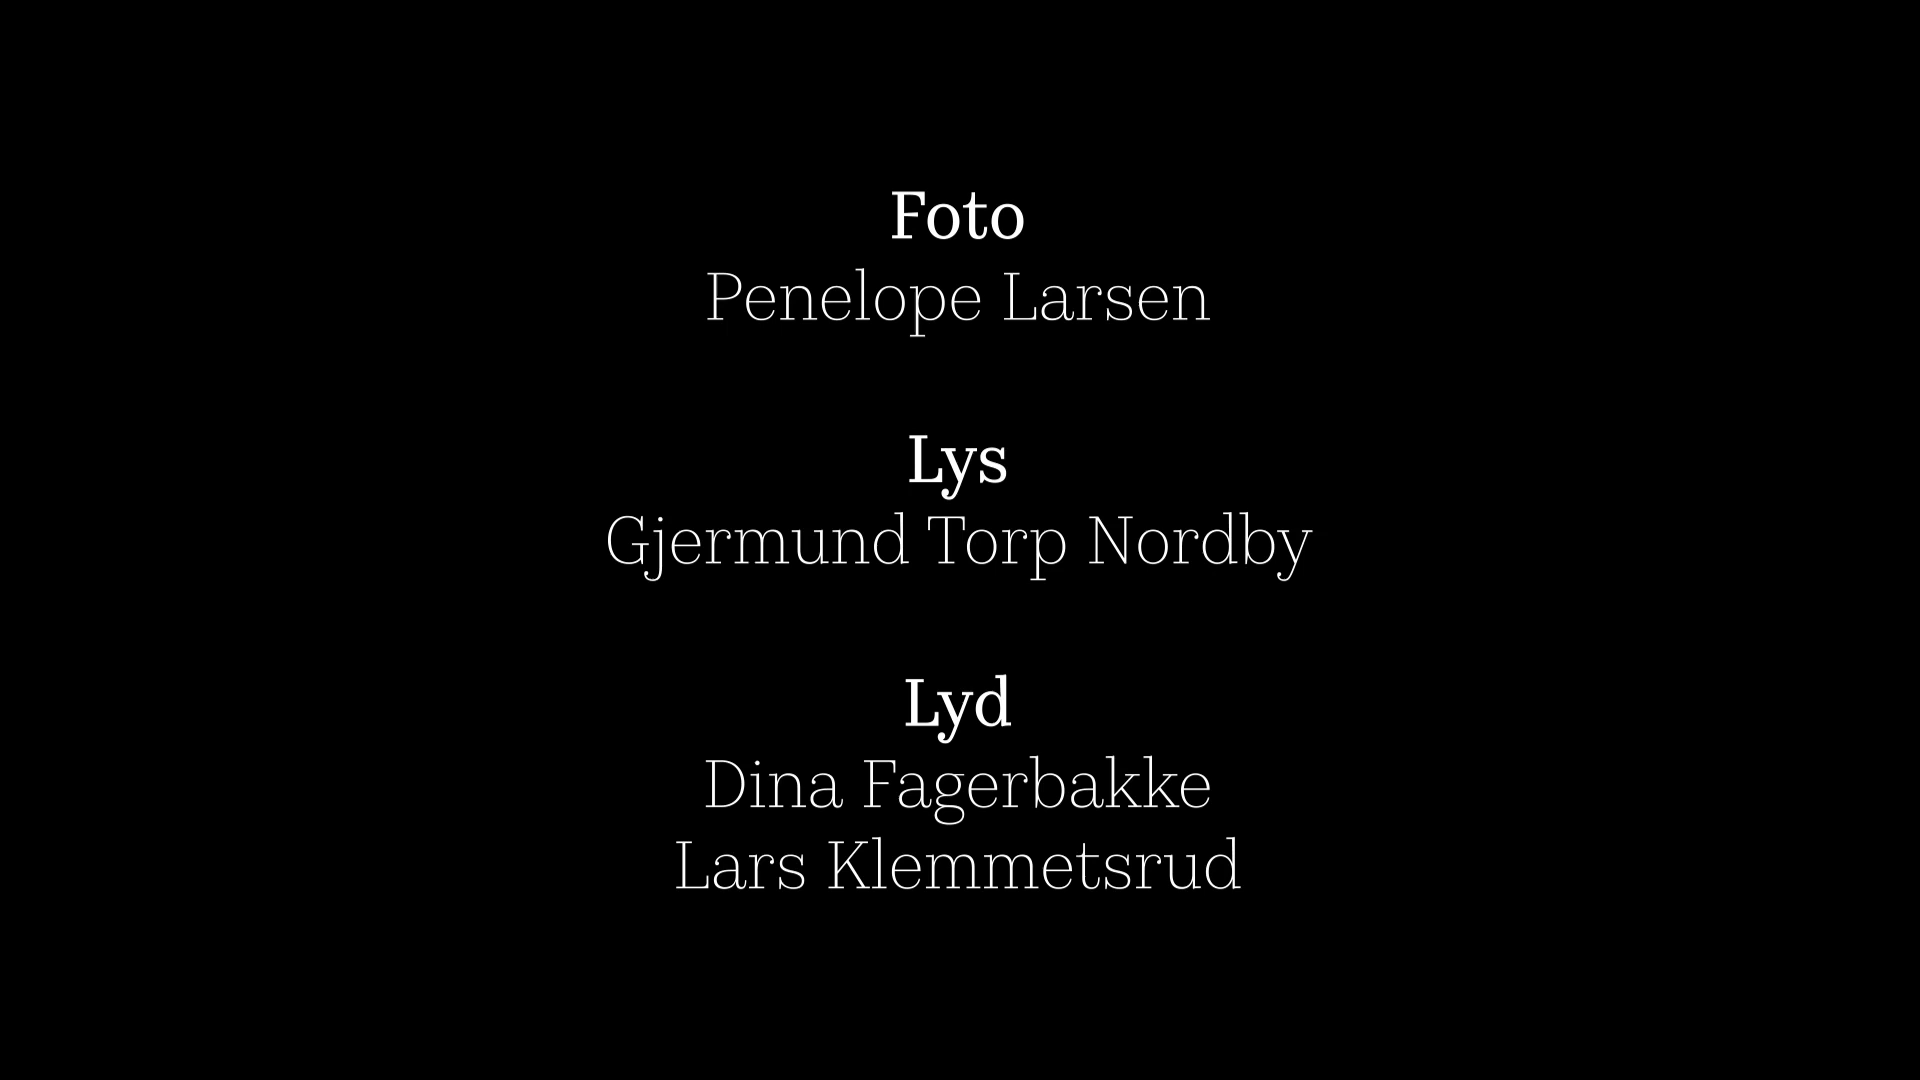 Foto
Penelope Larsen
Lys
Gjermund Torp Nordby
Lyd
Dina Fagerbakke
Lars Klemmetsrud